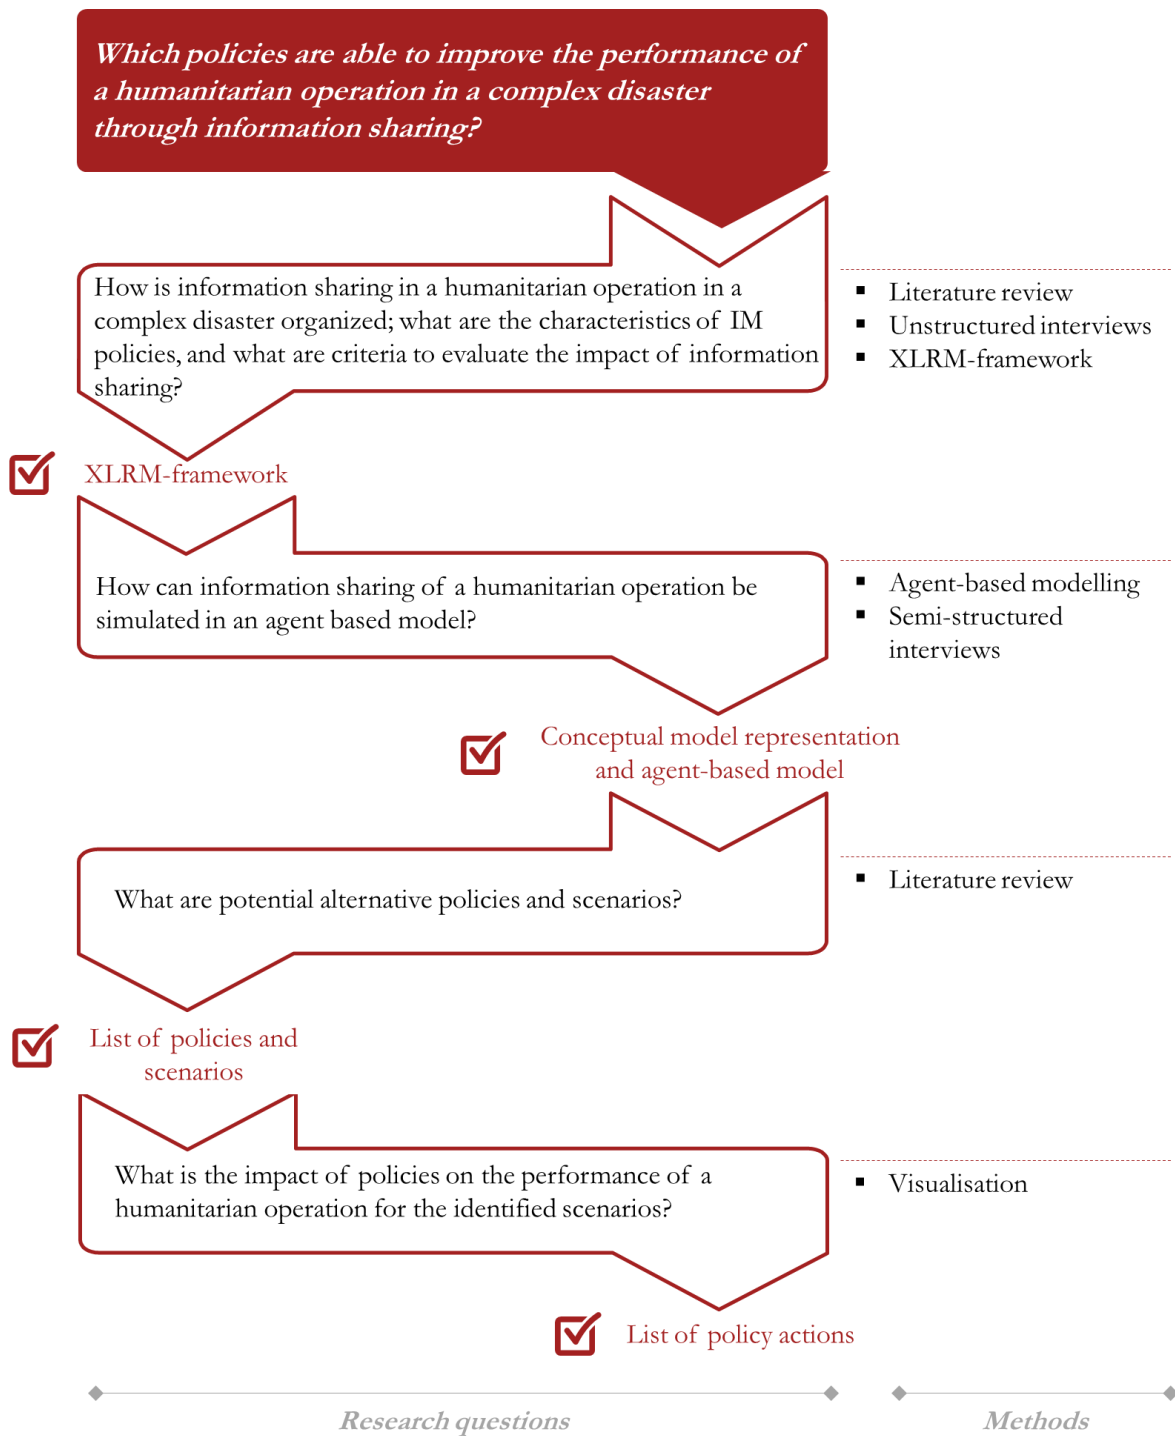 Which policies are able to improve the performance of
a humanitarian operation in a complex disaster
through information sharing?
How is information sharing in a humanitarian operation in a
complex disaster organized; what are the characteristics of IM
policies, and what are criteria to evaluate the impact of information
sharing?
▪ Literature review
▪ Unstructured interviews
▪ XLRM-framework
XLRM-framework
How can information sharing of a humanitarian operation be
simulated in an agent based model?
▪ Agent-based modelling
▪ Semi-structured
interviews
Conceptual model representation
and agent-based model
What are potential alternative policies and scenarios?
▪ Literature review
List of policies and
scenarios
What is the impact of policies on the performance of a
humanitarian operation for the identified scenarios?
▪ Visualisation
List of policy actions
Research questions
Methods